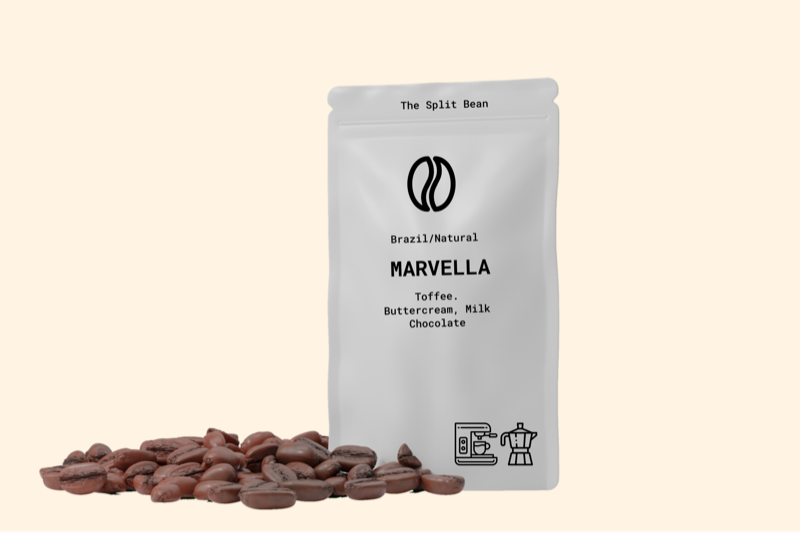 The Split Bean
Brazil/Natural
MARVELLA
Toffee.
Buttercream, Milk
Chocolate